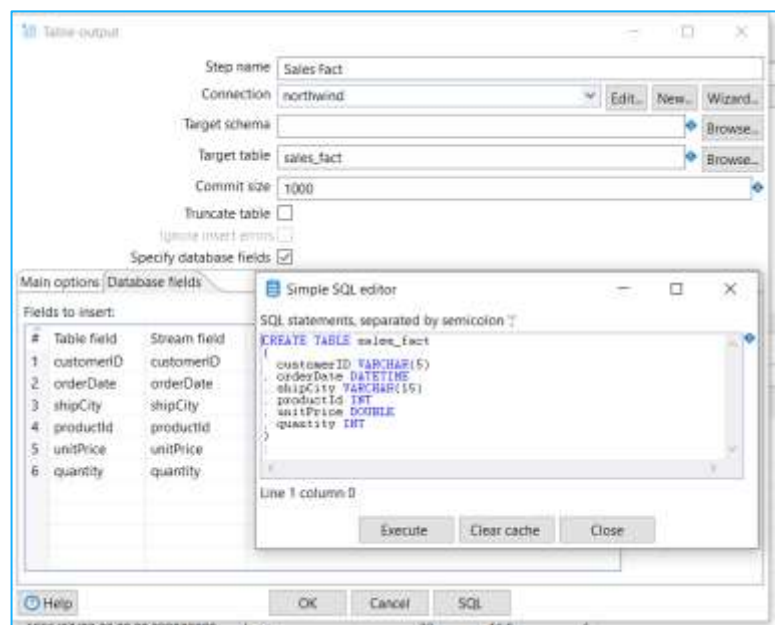 Table output
Step name Sales Fact
Connection northwind Edit... New... Wizard...
Target schema Browse...
Target table sales_fact Browse...
Commit size 1000
Truncate table
Ignore insert errors
Specify database fields
Main options Database fields
Fields to insert:
# Table field Stream field
1 customerID customerID
2 orderDate orderDate
3 shipCity shipCity
4 productId productId
5 unitPrice unitPrice
6 quantity quantity
Simple SQL editor
SQL statements, separated by semicolon ';'
CREATE TABLE sales_fact
(
customerID VARCHAR(5)
, orderDate DATETIME
, shipCity VARCHAR(15)
, productId INT
, unitPrice DOUBLE
, quantity INT
)
Line 1 column 0
Execute Clear cache Close
Help OK Cancel SQL